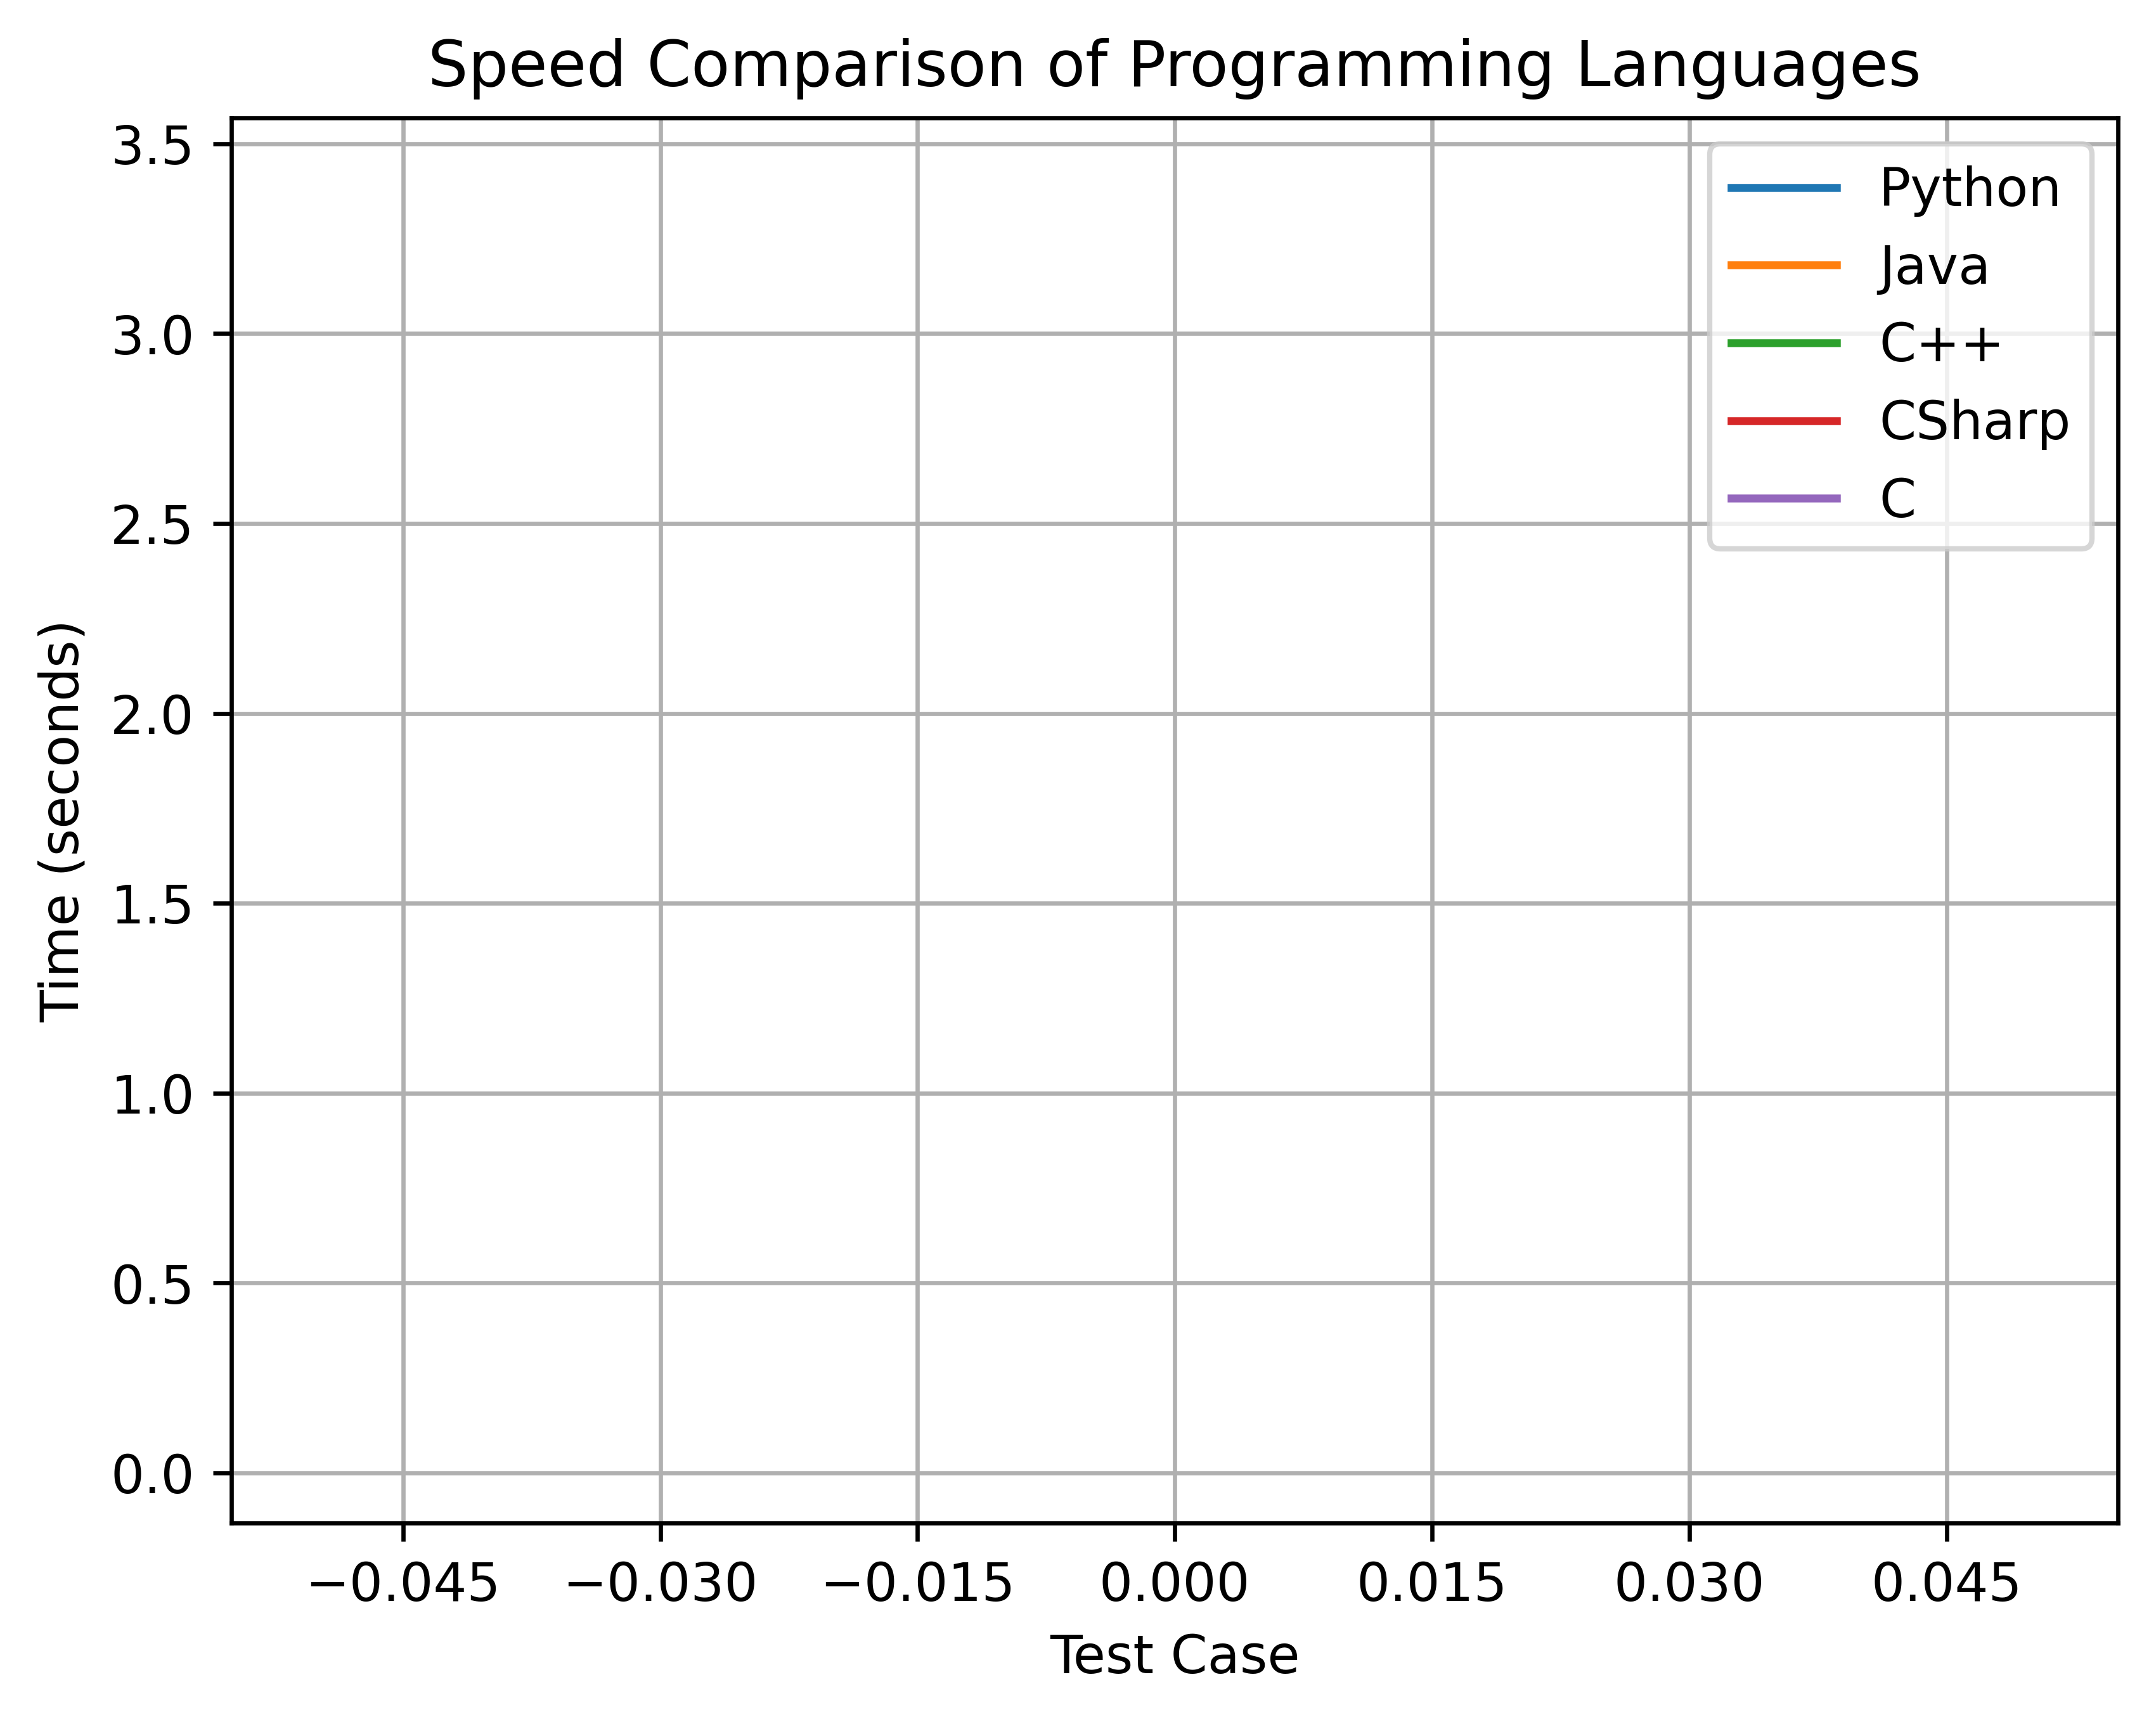 Speed Comparison of Programming Languages
3.5
3.0
2.5
2.0
1.5
1.0
0.5
0.0
Time (seconds)
Python
Java
C++
CSharp
C
−0.045 −0.030 −0.015 0.000 0.015 0.030 0.045
Test Case